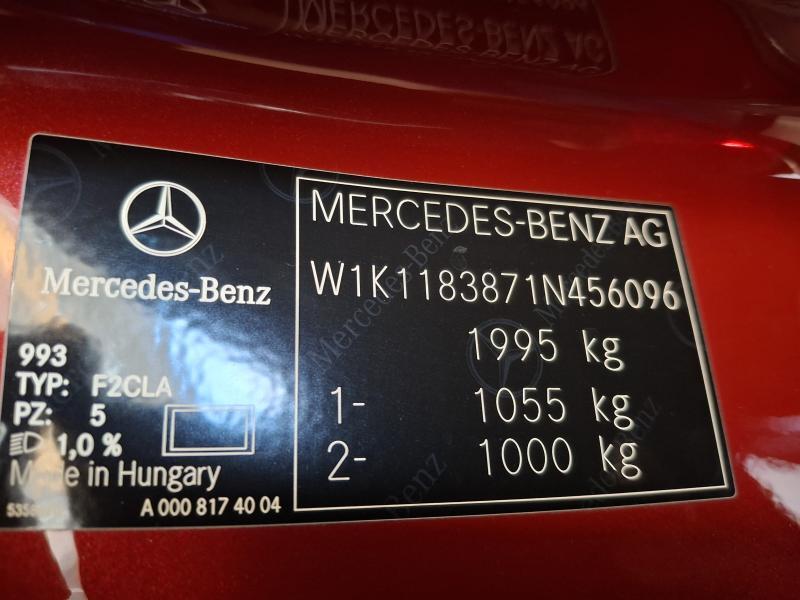 Mercedes-Benz
993
TYP: F2CLA
PZ: 5
1,0 %
Made in Hungary
A 000 817 40 04
MERCEDES-BENZ AG
W1K1183871N456096
1995 kg
1- 1055 kg
2- 1000 kg